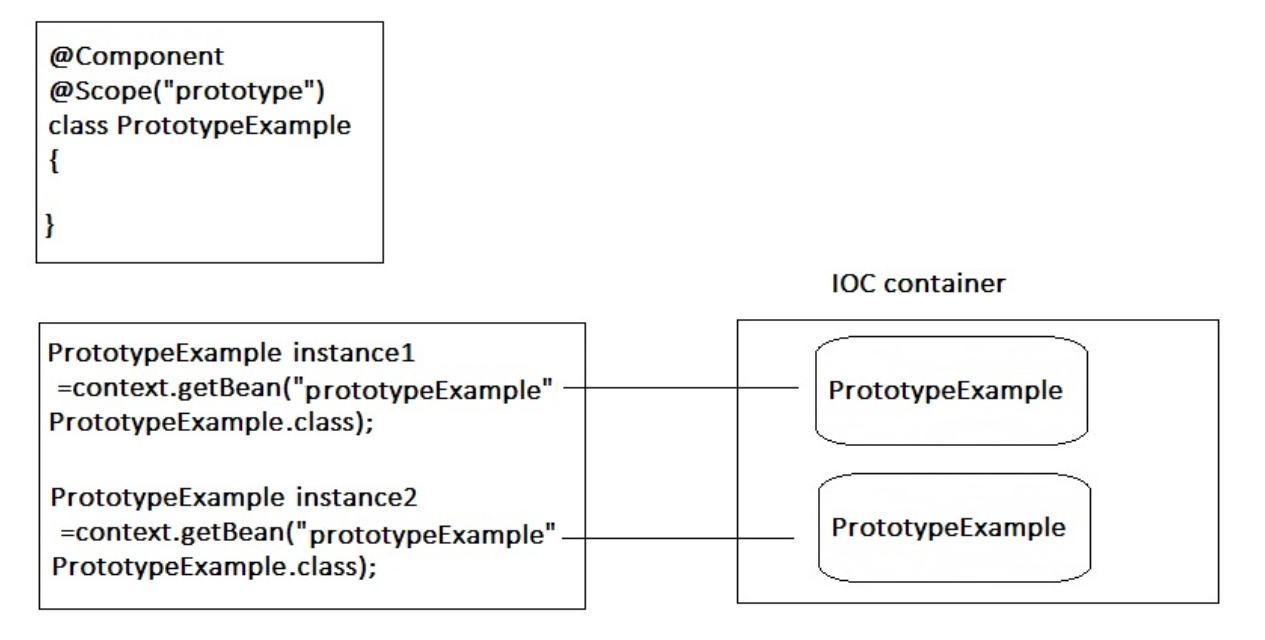 @Component
@Scope("prototype")
class PrototypeExample
{
}
IOC container
PrototypeExample instance1
=context.getBean("prototypeExample"
PrototypeExample.class);
PrototypeExample
PrototypeExample instance2
=context.getBean("prototypeExample"
PrototypeExample.class);
PrototypeExample